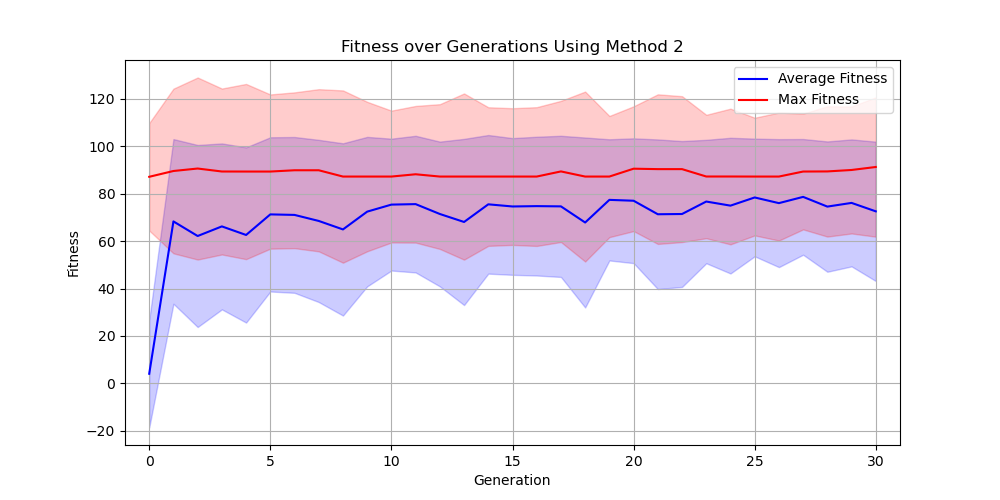 Fitness over Generations Using Method 2
Average Fitness
Max Fitness
120
100
80
60
40
20
0
−20
Fitness
0 5 10 15 20 25 30
Generation